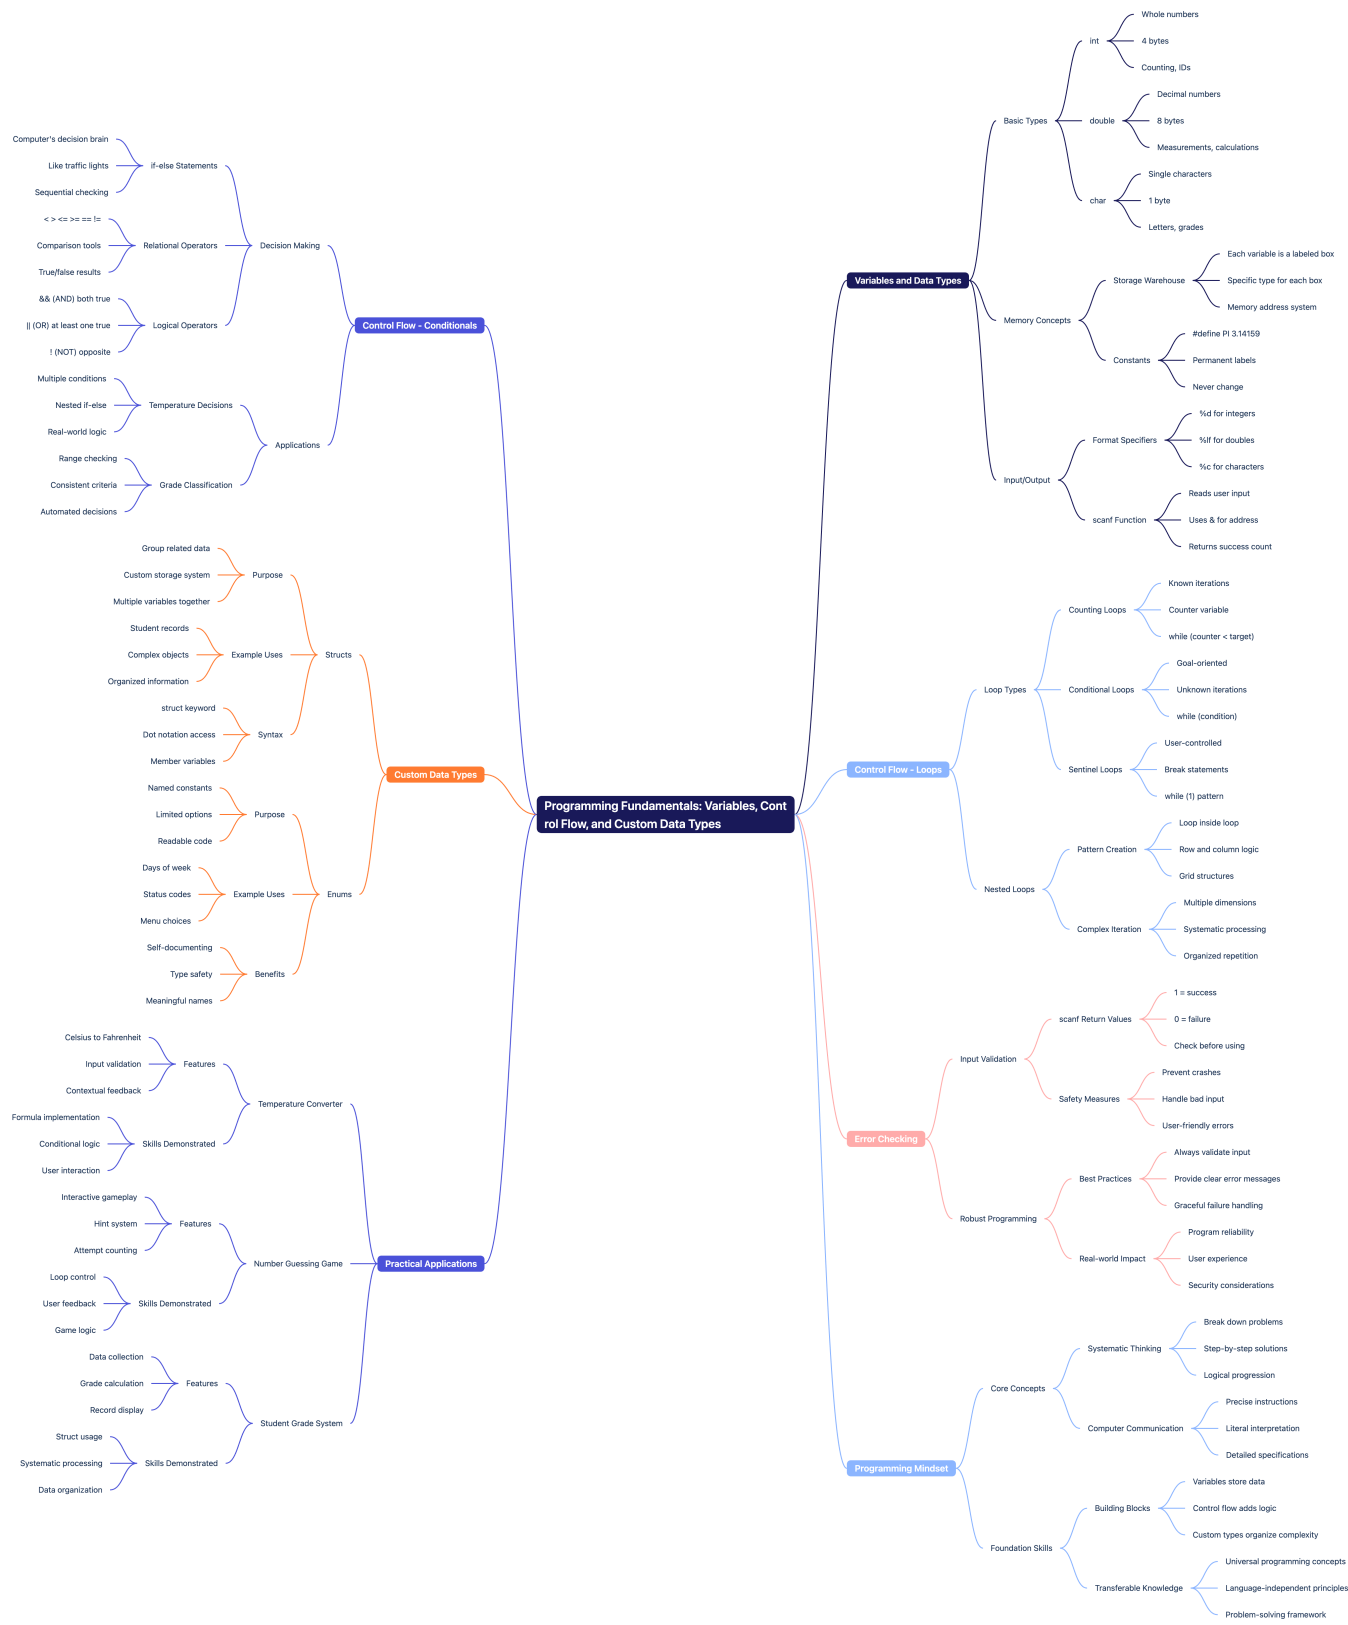 Programming Fundamentals: Variables, Cont
rol Flow, and Custom Data Types
Variables and Data Types
Basic Types
int
Whole numbers
4 bytes
Counting, IDs
double
Decimal numbers
8 bytes
Measurements, calculations
char
Single characters
1 byte
Letters, grades
Memory Concepts
Storage Warehouse
Each variable is a labeled box
Specific type for each box
Memory address system
Constants
#define PI 3.14159
Permanent labels
Never change
Input/Output
Format Specifiers
%d for integers
%lf for doubles
%c for characters
scanf Function
Reads user input
Uses & for address
Returns success count
Control Flow - Loops
Loop Types
Counting Loops
Known iterations
Counter variable
while (counter < target)
Conditional Loops
Goal-oriented
Unknown iterations
while (condition)
Sentinel Loops
User-controlled
Break statements
while (1) pattern
Nested Loops
Pattern Creation
Loop inside loop
Row and column logic
Grid structures
Complex Iteration
Multiple dimensions
Systematic processing
Organized repetition
Error Checking
Input Validation
scanf Return Values
1 = success
0 = failure
Check before using
Safety Measures
Prevent crashes
Handle bad input
User-friendly errors
Robust Programming
Best Practices
Always validate input
Provide clear error messages
Graceful failure handling
Real-world Impact
Program reliability
User experience
Security considerations
Programming Mindset
Core Concepts
Systematic Thinking
Break down problems
Step-by-step solutions
Logical progression
Computer Communication
Precise instructions
Literal interpretation
Detailed specifications
Foundation Skills
Building Blocks
Variables store data
Control flow adds logic
Custom types organize complexity
Transferable Knowledge
Universal programming concepts
Language-independent principles
Problem-solving framework
Control Flow - Conditionals
Decision Making
if-else Statements
Computer's decision brain
Like traffic lights
Sequential checking
Relational Operators
< > <= >= == !=
Comparison tools
True/false results
Logical Operators
&& (AND) both true
|| (OR) at least one true
! (NOT) opposite
Applications
Temperature Decisions
Multiple conditions
Nested if-else
Real-world logic
Grade Classification
Range checking
Consistent criteria
Automated decisions
Custom Data Types
Structs
Purpose
Group related data
Custom storage system
Multiple variables together
Example Uses
Student records
Complex objects
Organized information
Syntax
struct keyword
Dot notation access
Member variables
Enums
Purpose
Named constants
Limited options
Readable code
Example Uses
Days of week
Status codes
Menu choices
Benefits
Self-documenting
Type safety
Meaningful names
Practical Applications
Temperature Converter
Features
Celsius to Fahrenheit
Input validation
Contextual feedback
Skills Demonstrated
Formula implementation
Conditional logic
User interaction
Number Guessing Game
Features
Interactive gameplay
Hint system
Attempt counting
Skills Demonstrated
Loop control
User feedback
Game logic
Student Grade System
Features
Data collection
Grade calculation
Record display
Skills Demonstrated
Struct usage
Systematic processing
Data organization